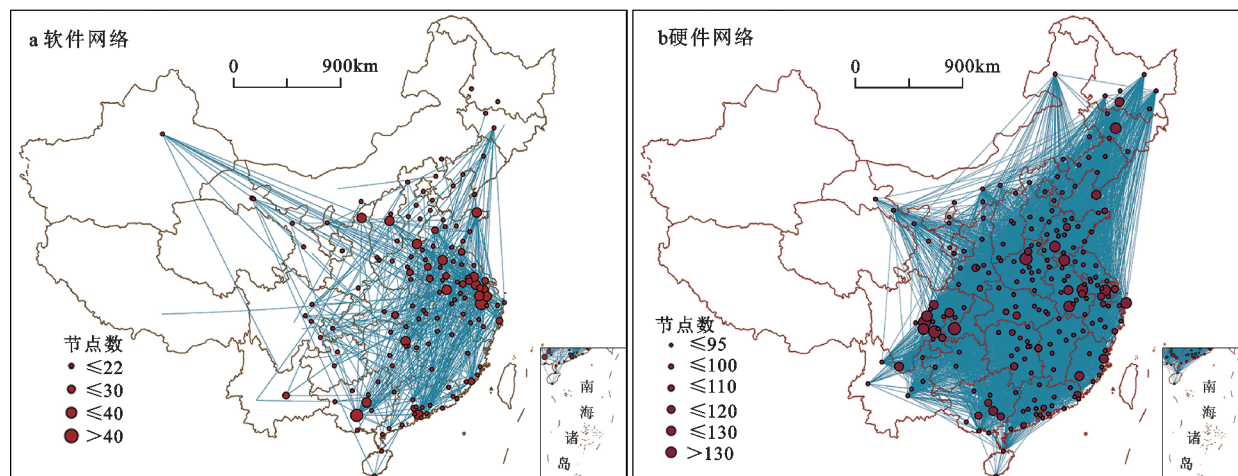 a 软件网络
0 900km
节点数
≤22
≤30
≤40
>40
南
海
诸
岛
b硬件网络
0 900km
节点数
≤95
≤100
≤110
≤120
≤130
>130
南
海
诸
岛